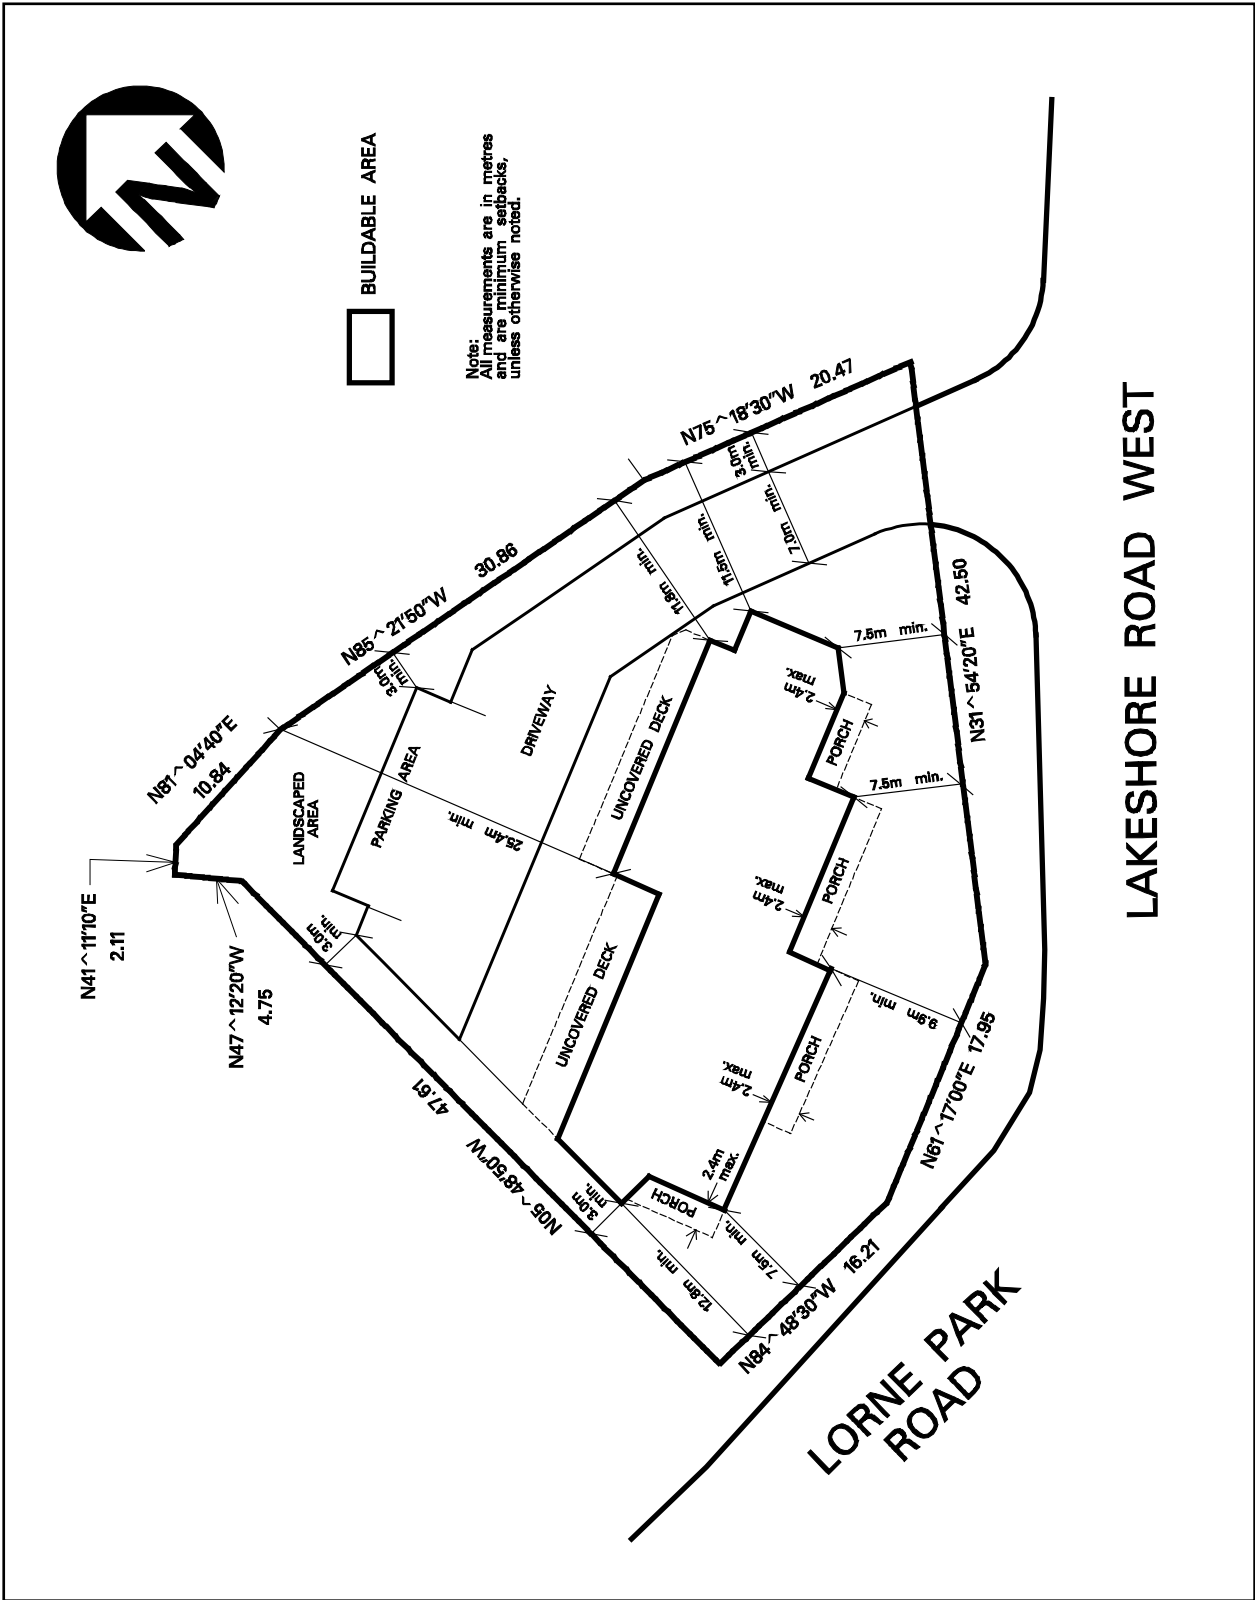 N
BUILDABLE AREA
Note:
All measurements are in metres
and are minimum setbacks,
unless otherwise noted.
N41^11'10"E
2.11
N47^12'20"W
4.75
N81^04'40"E
10.84
N85^21'50"W 30.86
N75^18'30"W 20.47
N31^54'20"E 42.50
N61^17'00"E 17.95
N84^48'30"W 16.21
N05^48'50"W 47.61
LANDSCAPED
AREA
PARKING AREA
DRIVEWAY
UNCOVERED DECK
UNCOVERED DECK
3.0m
min.
3.0m
min.
3.0m
min.
3.0m
min.
25.4m min.
11.8m min.
11.5m min.
7.0m min.
7.5m min.
7.5m min.
9.9m min.
7.5m min.
12.8m min.
2.4m
max.
PORCH
2.4m
max.
PORCH
2.4m
max.
PORCH
2.4m
max.
PORCH
LAKESHORE ROAD WEST
LORNE PARK
ROAD